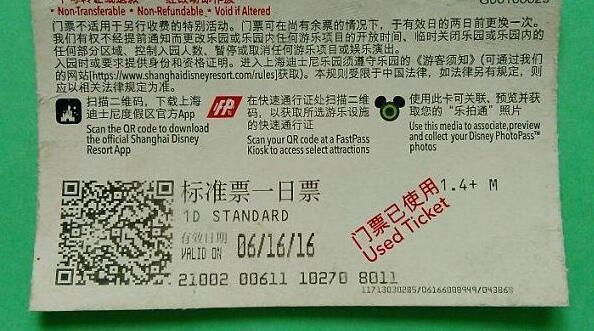 •Non-Transferable •Non-Refundable •Void if Altered
门票不适用于另行收费的特别活动。门票可在尚有余票的情况下，于有效日的两日前更换一次。
我们有权不经提前通知而更改乐园或乐园内任何游乐项目的开放时间，临时关闭乐园或乐园内的
任何部分区域、控制入园人数、暂停或取消任何游乐项目或娱乐演出。
入园时或会要求提供身份和资格证明。进入上海迪士尼乐园须遵守乐园的《游客须知》(可通过我们
的网站[https://www.shanghaidisneyresort.com/rules]获取)。本规则受限于中国法律，如法律另有规定，则
应以相关法律规定为准。
扫描二维码，下载上海
迪士尼度假区官方App
Scan the QR code to download
the official Shanghai Disney
Resort App
FP
在快速通行证处扫描二维
码，以获取所选游乐设施
的快速通行证
Scan your QR code at a FastPass
Kiosk to access select attractions
使用此卡可关联、预览并获
取您的“乐拍通”照片
Use this media to associate, preview
and collect your Disney PhotoPass™
photos
标准票一日票
1D STANDARD
有效日期
VALID ON 06/16/16
21002 00611 10270 8011
1.4+ M
门票已使用
Used Ticket
11713030285/06166008949/04386